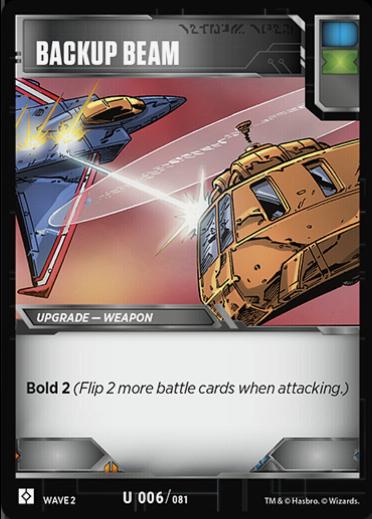 BACKUP BEAM
UPGRADE — WEAPON
Bold 2 (Flip 2 more battle cards when attacking.)
WAVE 2 U 006/081 TM & © Hasbro. © Wizards.